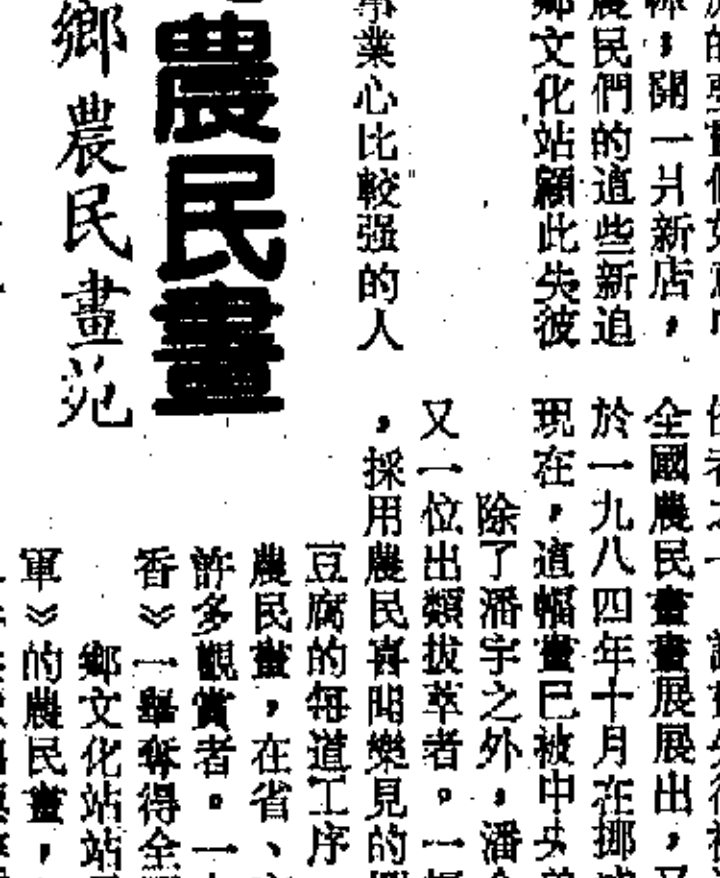 ，開一爿新店，
農民們的這些新追
鄉文化站顧此失彼
事業心比較强的人
農民畫
鄉農民畫苑
全國農民畫畫展展出，又
於一九八四年十月在挪
現在，這幅畫已被中央
除了潘宇之外，潘
又一位出類拔萃者。一
，採用農民喜聞樂見的
豆腐的每道工序
農民畫，在省、
許多觀賞者。一
香》一舉奪得全
鄉文化站站
軍》的農民畫，